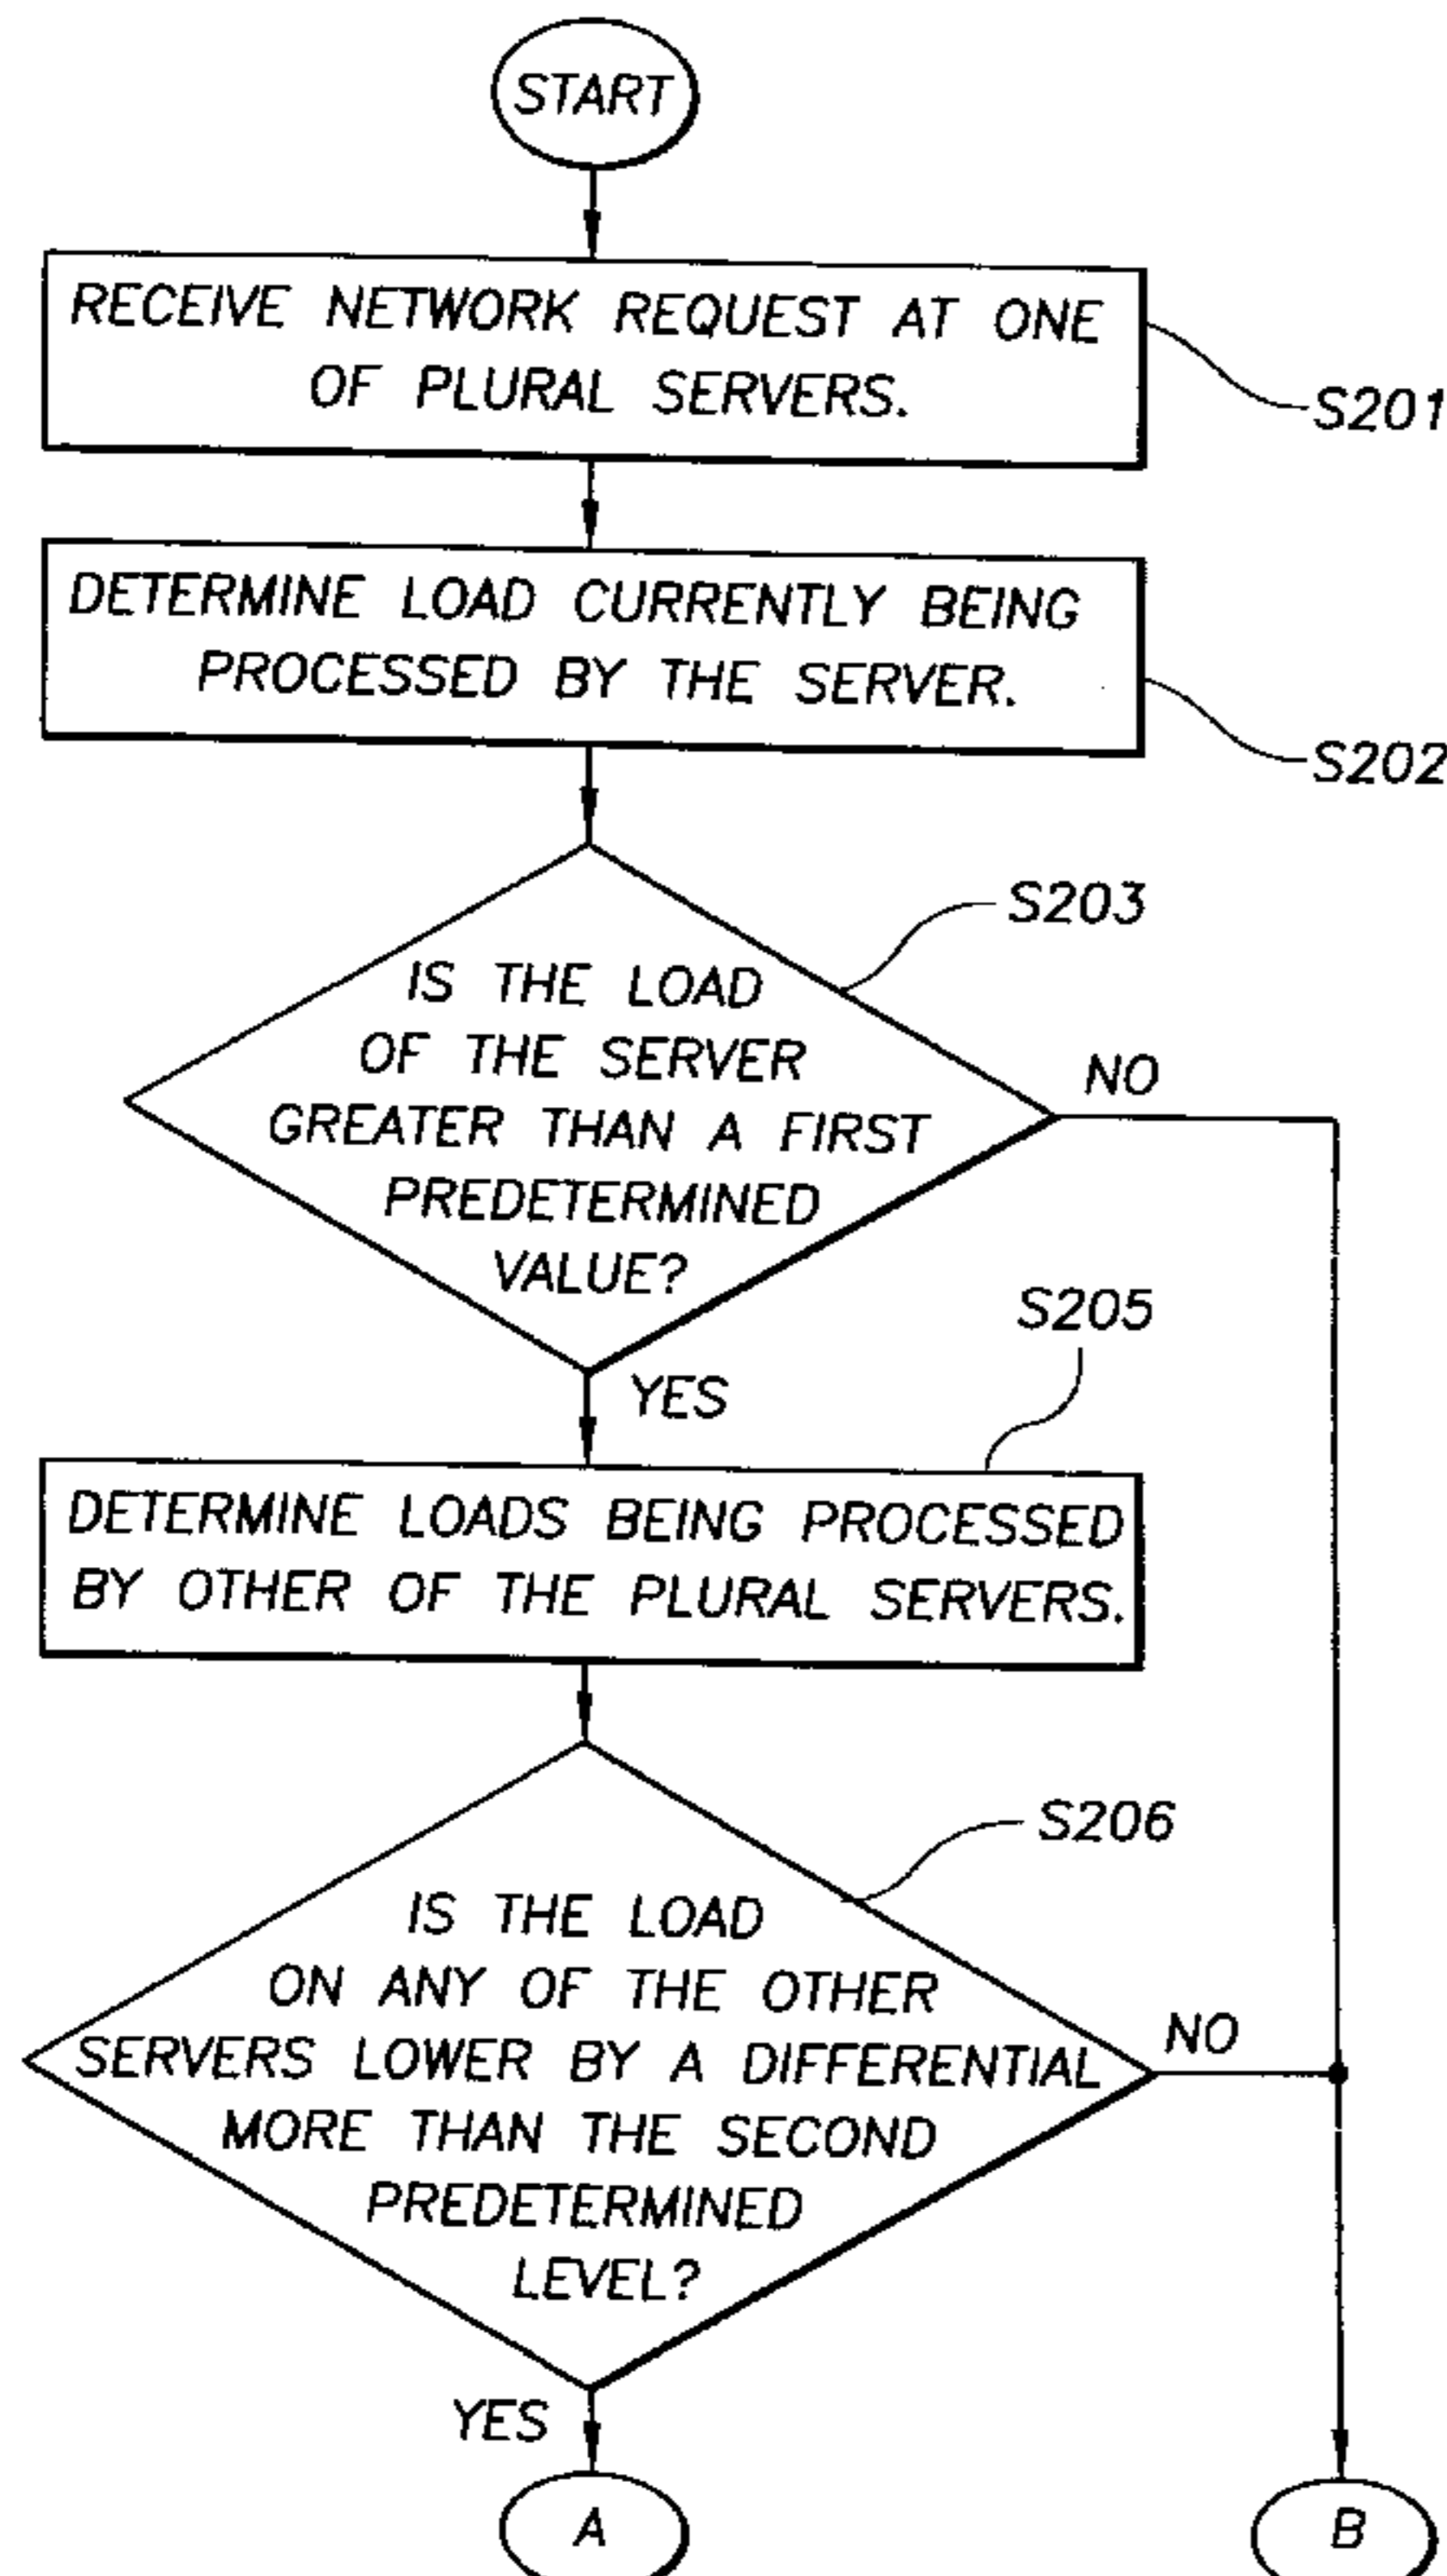 START
RECEIVE NETWORK REQUEST AT ONE
OF PLURAL SERVERS.
S201
DETERMINE LOAD CURRENTLY BEING
PROCESSED BY THE SERVER.
S202
S203
IS THE LOAD
OF THE SERVER
GREATER THAN A FIRST
PREDETERMINED
VALUE?
NO
YES
S205
DETERMINE LOADS BEING PROCESSED
BY OTHER OF THE PLURAL SERVERS.
S206
IS THE LOAD
ON ANY OF THE OTHER
SERVERS LOWER BY A DIFFERENTIAL
MORE THAN THE SECOND
PREDETERMINED
LEVEL?
NO
YES
A
B